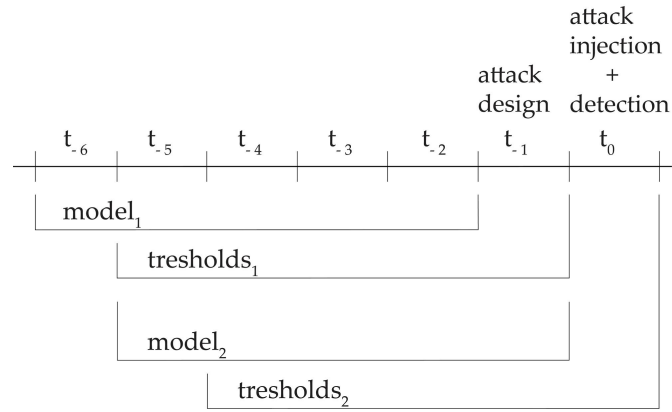 attack
injection
+
detection
attack
design
t-6 t-5 t-4 t-3 t-2 t-1 t0
model1
tresholds1
model2
tresholds2